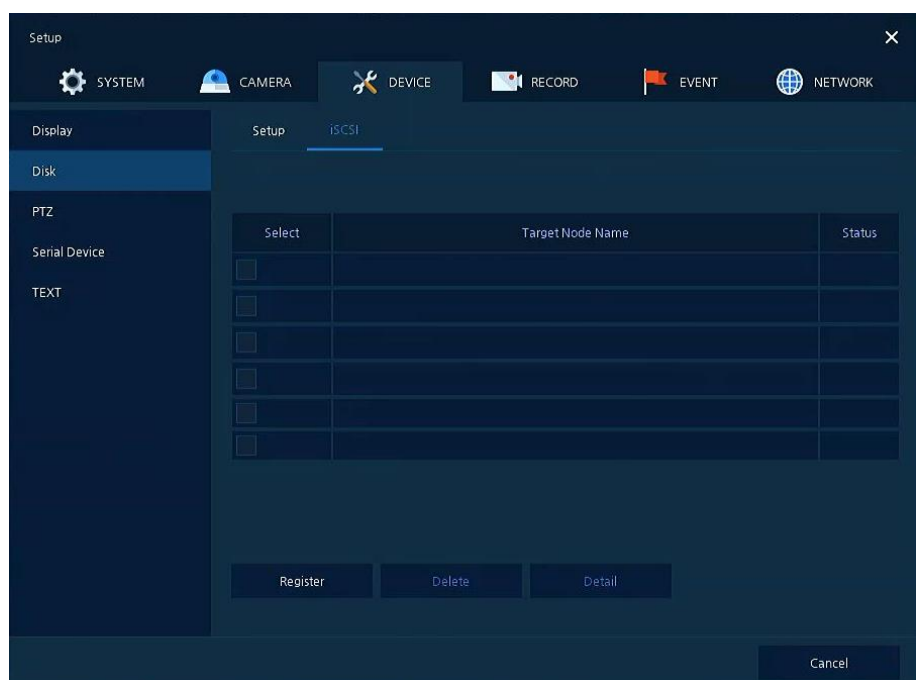 Setup
SYSTEM CAMERA DEVICE RECORD EVENT NETWORK
Display
Disk
PTZ
Serial Device
TEXT
Setup iSCSI
Select Target Node Name Status
Register Delete Detail
Cancel